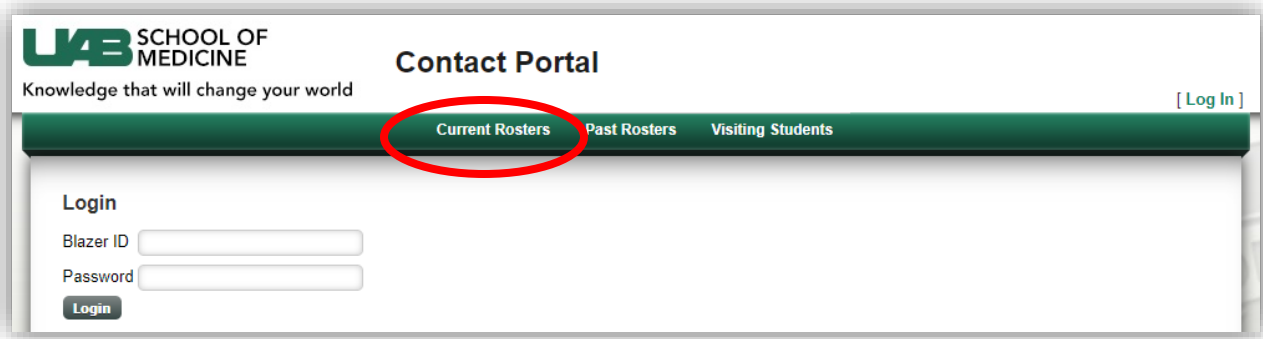 UAB SCHOOL OF
MEDICINE
Knowledge that will change your world
Contact Portal
[ Log In ]
Current Rosters Past Rosters Visiting Students
Login
Blazer ID
Password
Login